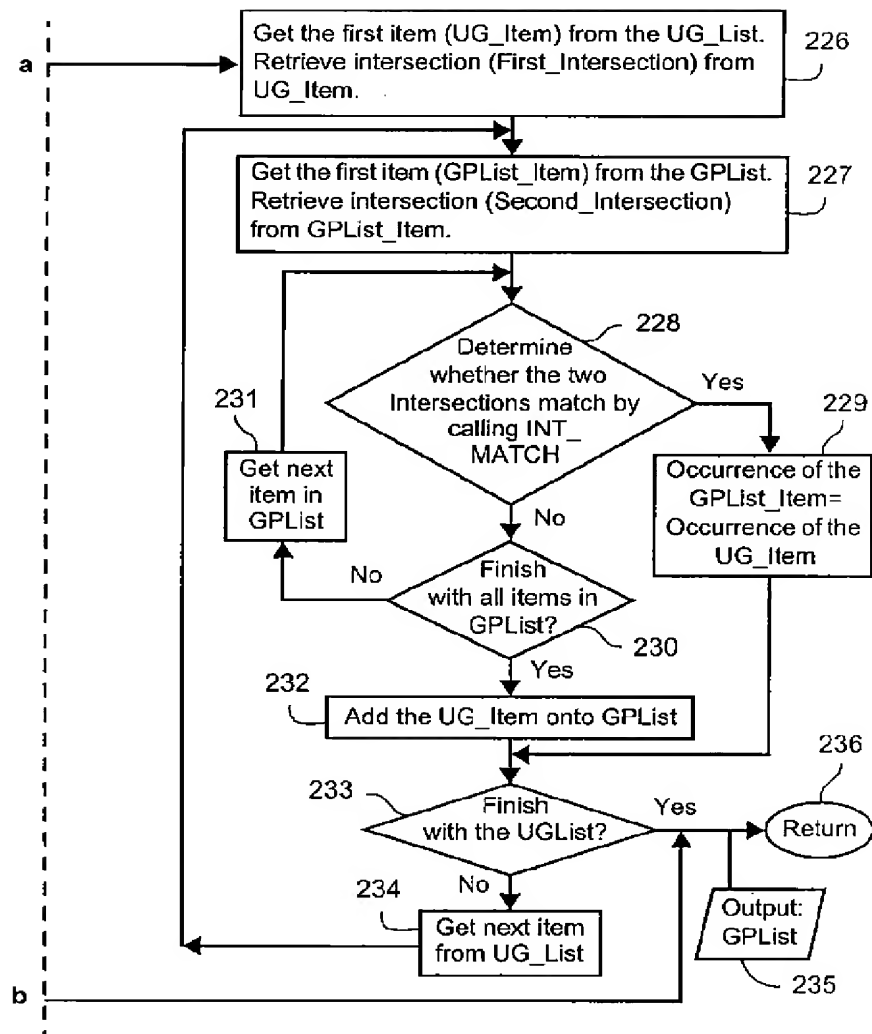 a
Get the first item (UG_Item) from the UG_List.
Retrieve intersection (First_Intersection) from
UG_Item.
226
Get the first item (GPList_Item) from the GPList.
Retrieve intersection (Second_Intersection)
from GPList_Item.
227
228
Determine
whether the two
Intersections match by
calling INT_
MATCH
Yes
229
Occurrence of the
GPList_Item=
Occurrence of the
UG_Item
231
Get next
item in
GPList
No
No
Finish
with all items in
GPList?
230
Yes
232
Add the UG_Item onto GPList
233
Finish
with the UGList?
Yes
236
Return
No
234
Get next item
from UG_List
Output:
GPList
235
b